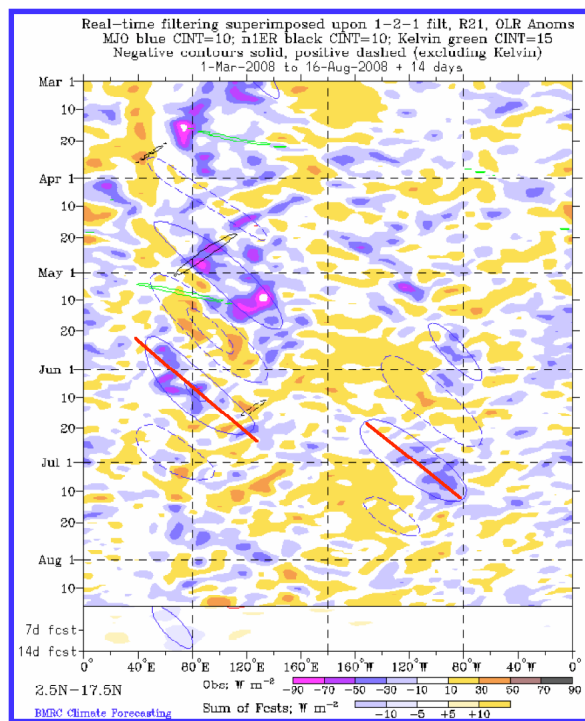 Real-time filtering superimposed upon 1-2-1 filt, R21, OLR Anoms
MJO blue CINT=10; n1ER black CINT=10; Kelvin green CINT=15
Negative contours solid, positive dashed (excluding Kelvin)
1-Mar-2008 to 16-Aug-2008 + 14 days
Mar 1
10
20
Apr 1
10
20
May 1
10
20
Jun 1
10
20
Jul 1
10
20
Aug 1
10
7d fcst
14d fcst
0° 40°E 80°E 120°E 160°E 160°W 120°W 80°W 40°W 0°
2.5N-17.5N
Obs; W m⁻²
-90 -70 -50 -30 -10 10 30 50 70 90
Sum of Fcsts; W m⁻²
-10 -5 +5 +10
BMRC Climate Forecasting